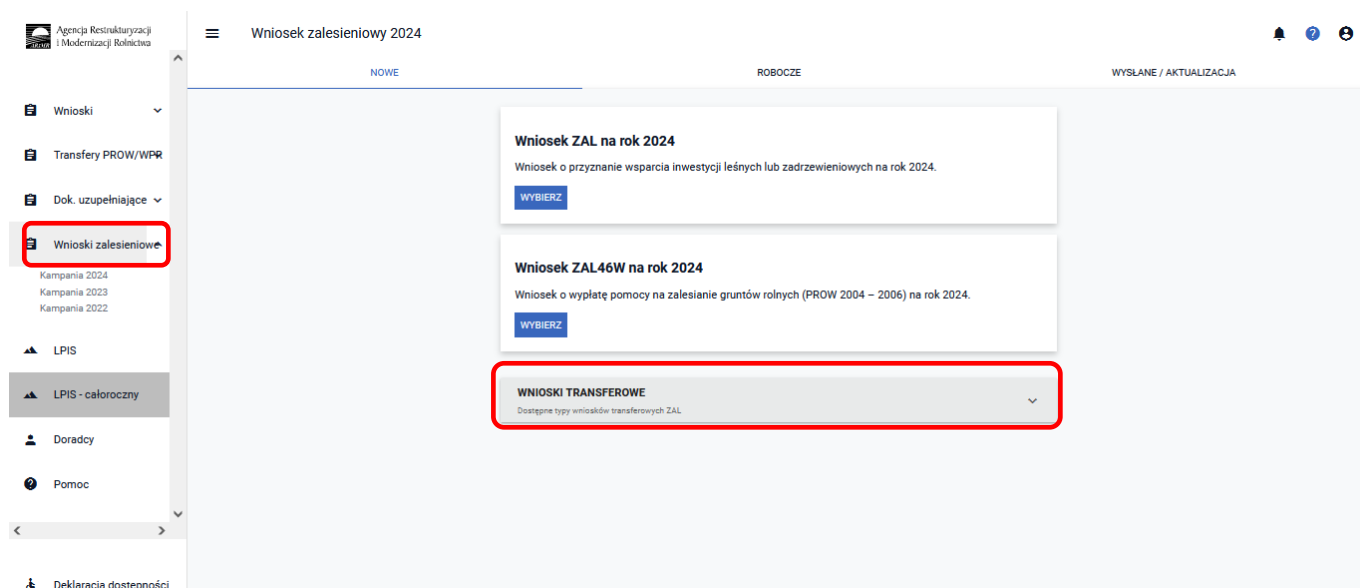 Agencja Restrukturyzacji
i Modernizacji Rolnictwa
ARiMR
Wniosek zalesieniowy 2024
NOWE
ROBOCZE
WYSŁANE / AKTUALIZACJA
Wnioski
Transfery PROW/WPR
Dok. uzupełniające
Wnioski zalesieniowe
Kampania 2024
Kampania 2023
Kampania 2022
LPIS
LPIS - całoroczny
Doradcy
Pomoc
Deklaracja dostępności
Wniosek ZAL na rok 2024
Wniosek o przyznanie wsparcia inwestycji leśnych lub zadrzewieniowych na rok 2024.
WYBIERZ
Wniosek ZAL46W na rok 2024
Wniosek o wypłatę pomocy na zalesianie gruntów rolnych (PROW 2004 – 2006) na rok 2024.
WYBIERZ
WNIOSKI TRANSFEROWE
Dostępne typy wniosków transferowych ZAL